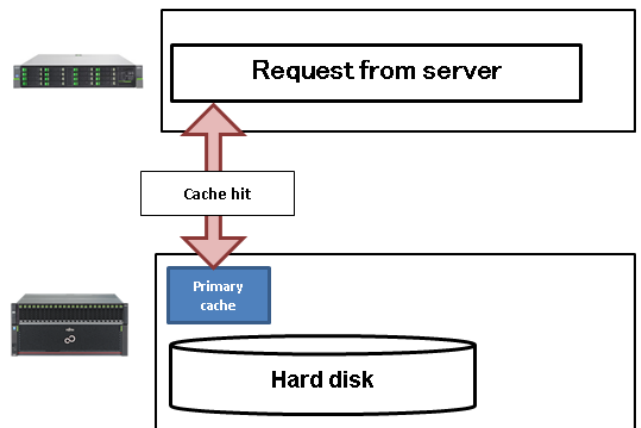 Request from server
Cache hit
Primary
cache
Hard disk